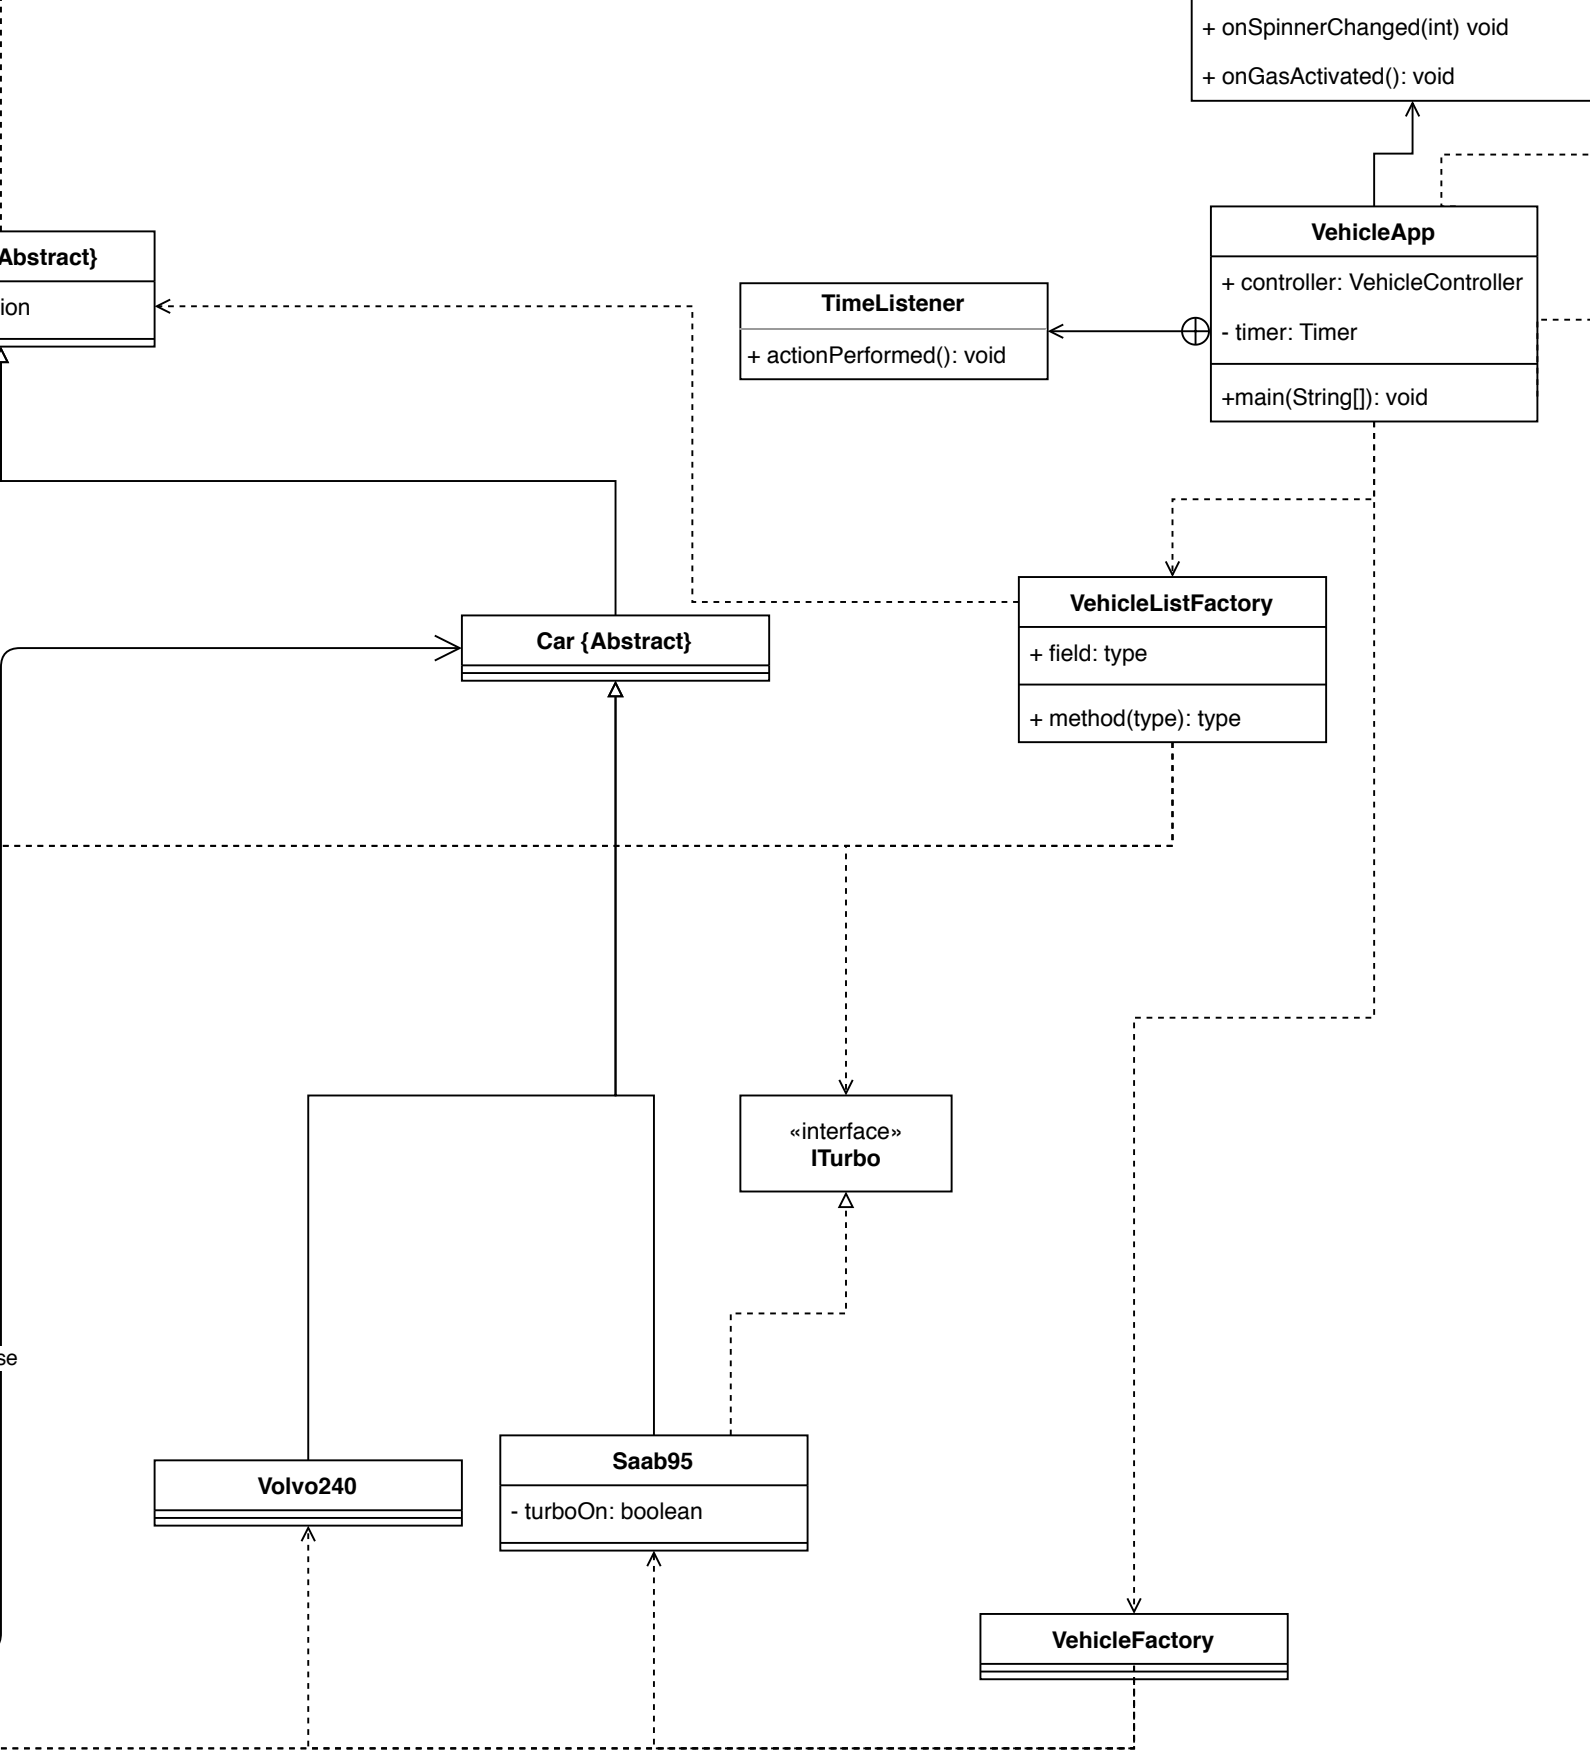 + onSpinnerChanged(int) void
+ onGasActivated(): void
VehicleApp
+ controller: VehicleController
- timer: Timer
+main(String[]): void
Abstract}
ion
TimeListener
+ actionPerformed(): void
VehicleListFactory
+ field: type
+ method(type): type
Car {Abstract}
«interface»
ITurbo
se
Volvo240
Saab95
- turboOn: boolean
VehicleFactory